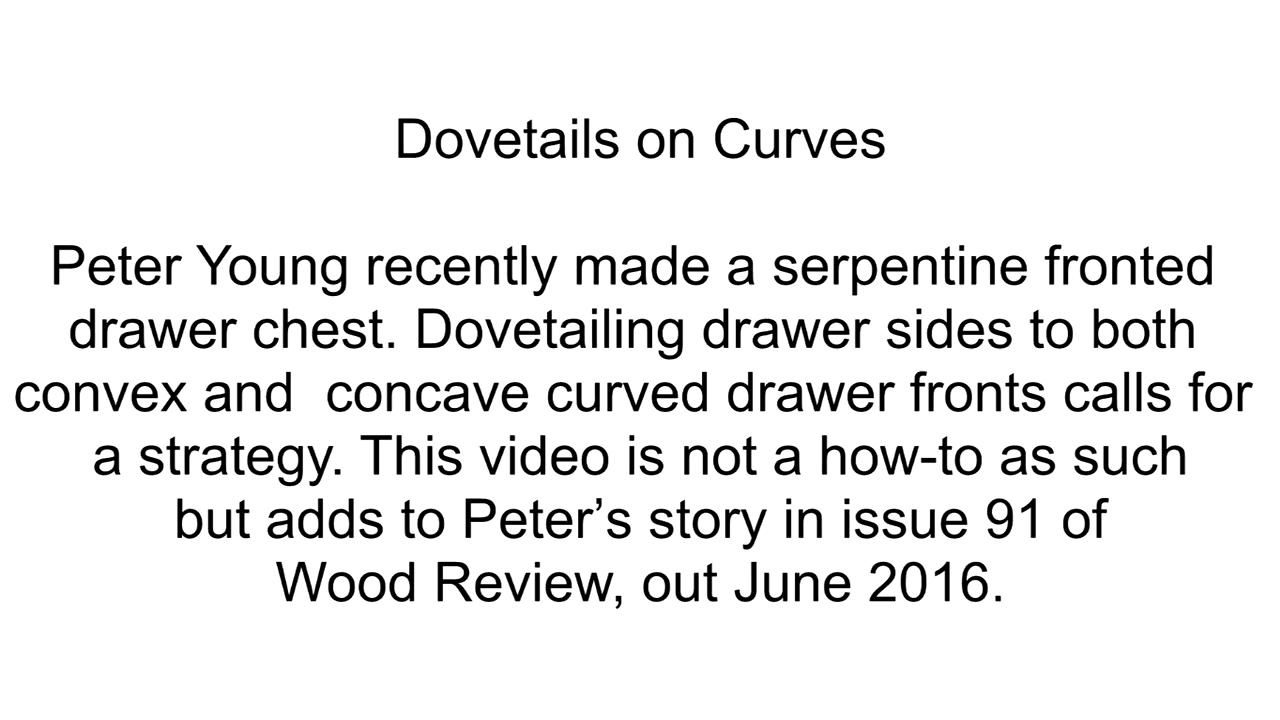 Dovetails on Curves
Peter Young recently made a serpentine fronted
drawer chest. Dovetailing drawer sides to both
convex and  concave curved drawer fronts calls for
a strategy. This video is not a how-to as such
but adds to Peter’s story in issue 91 of
Wood Review, out June 2016.